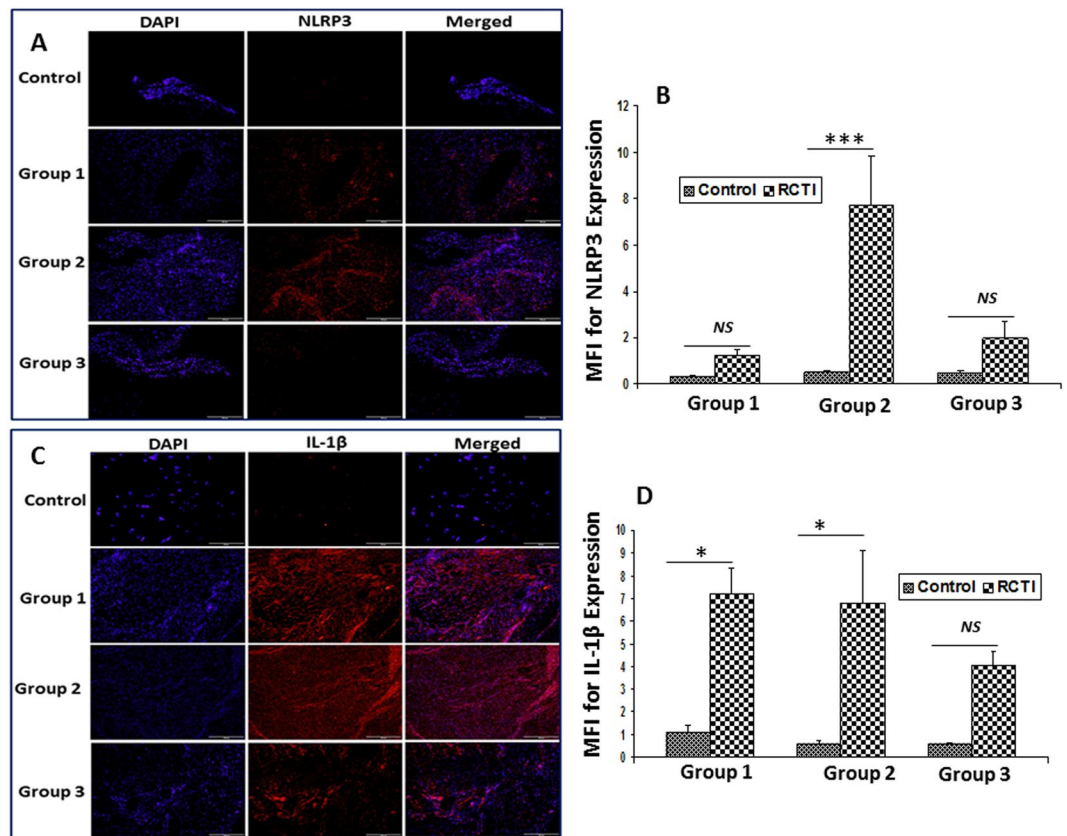 A
DAPI NLRP3 Merged
Control
Group 1
Group 2
Group 3
B
MFI for NLRP3 Expression
12
10
8
6
4
2
0
Control RCTI
NS
***
NS
Group 1 Group 2 Group 3
C
DAPI IL-1β Merged
Control
Group 1
Group 2
Group 3
D
MFI for IL-1β Expression
10
9
8
7
6
5
4
3
2
1
0
Control RCTI
*
*
NS
Group 1 Group 2 Group 3